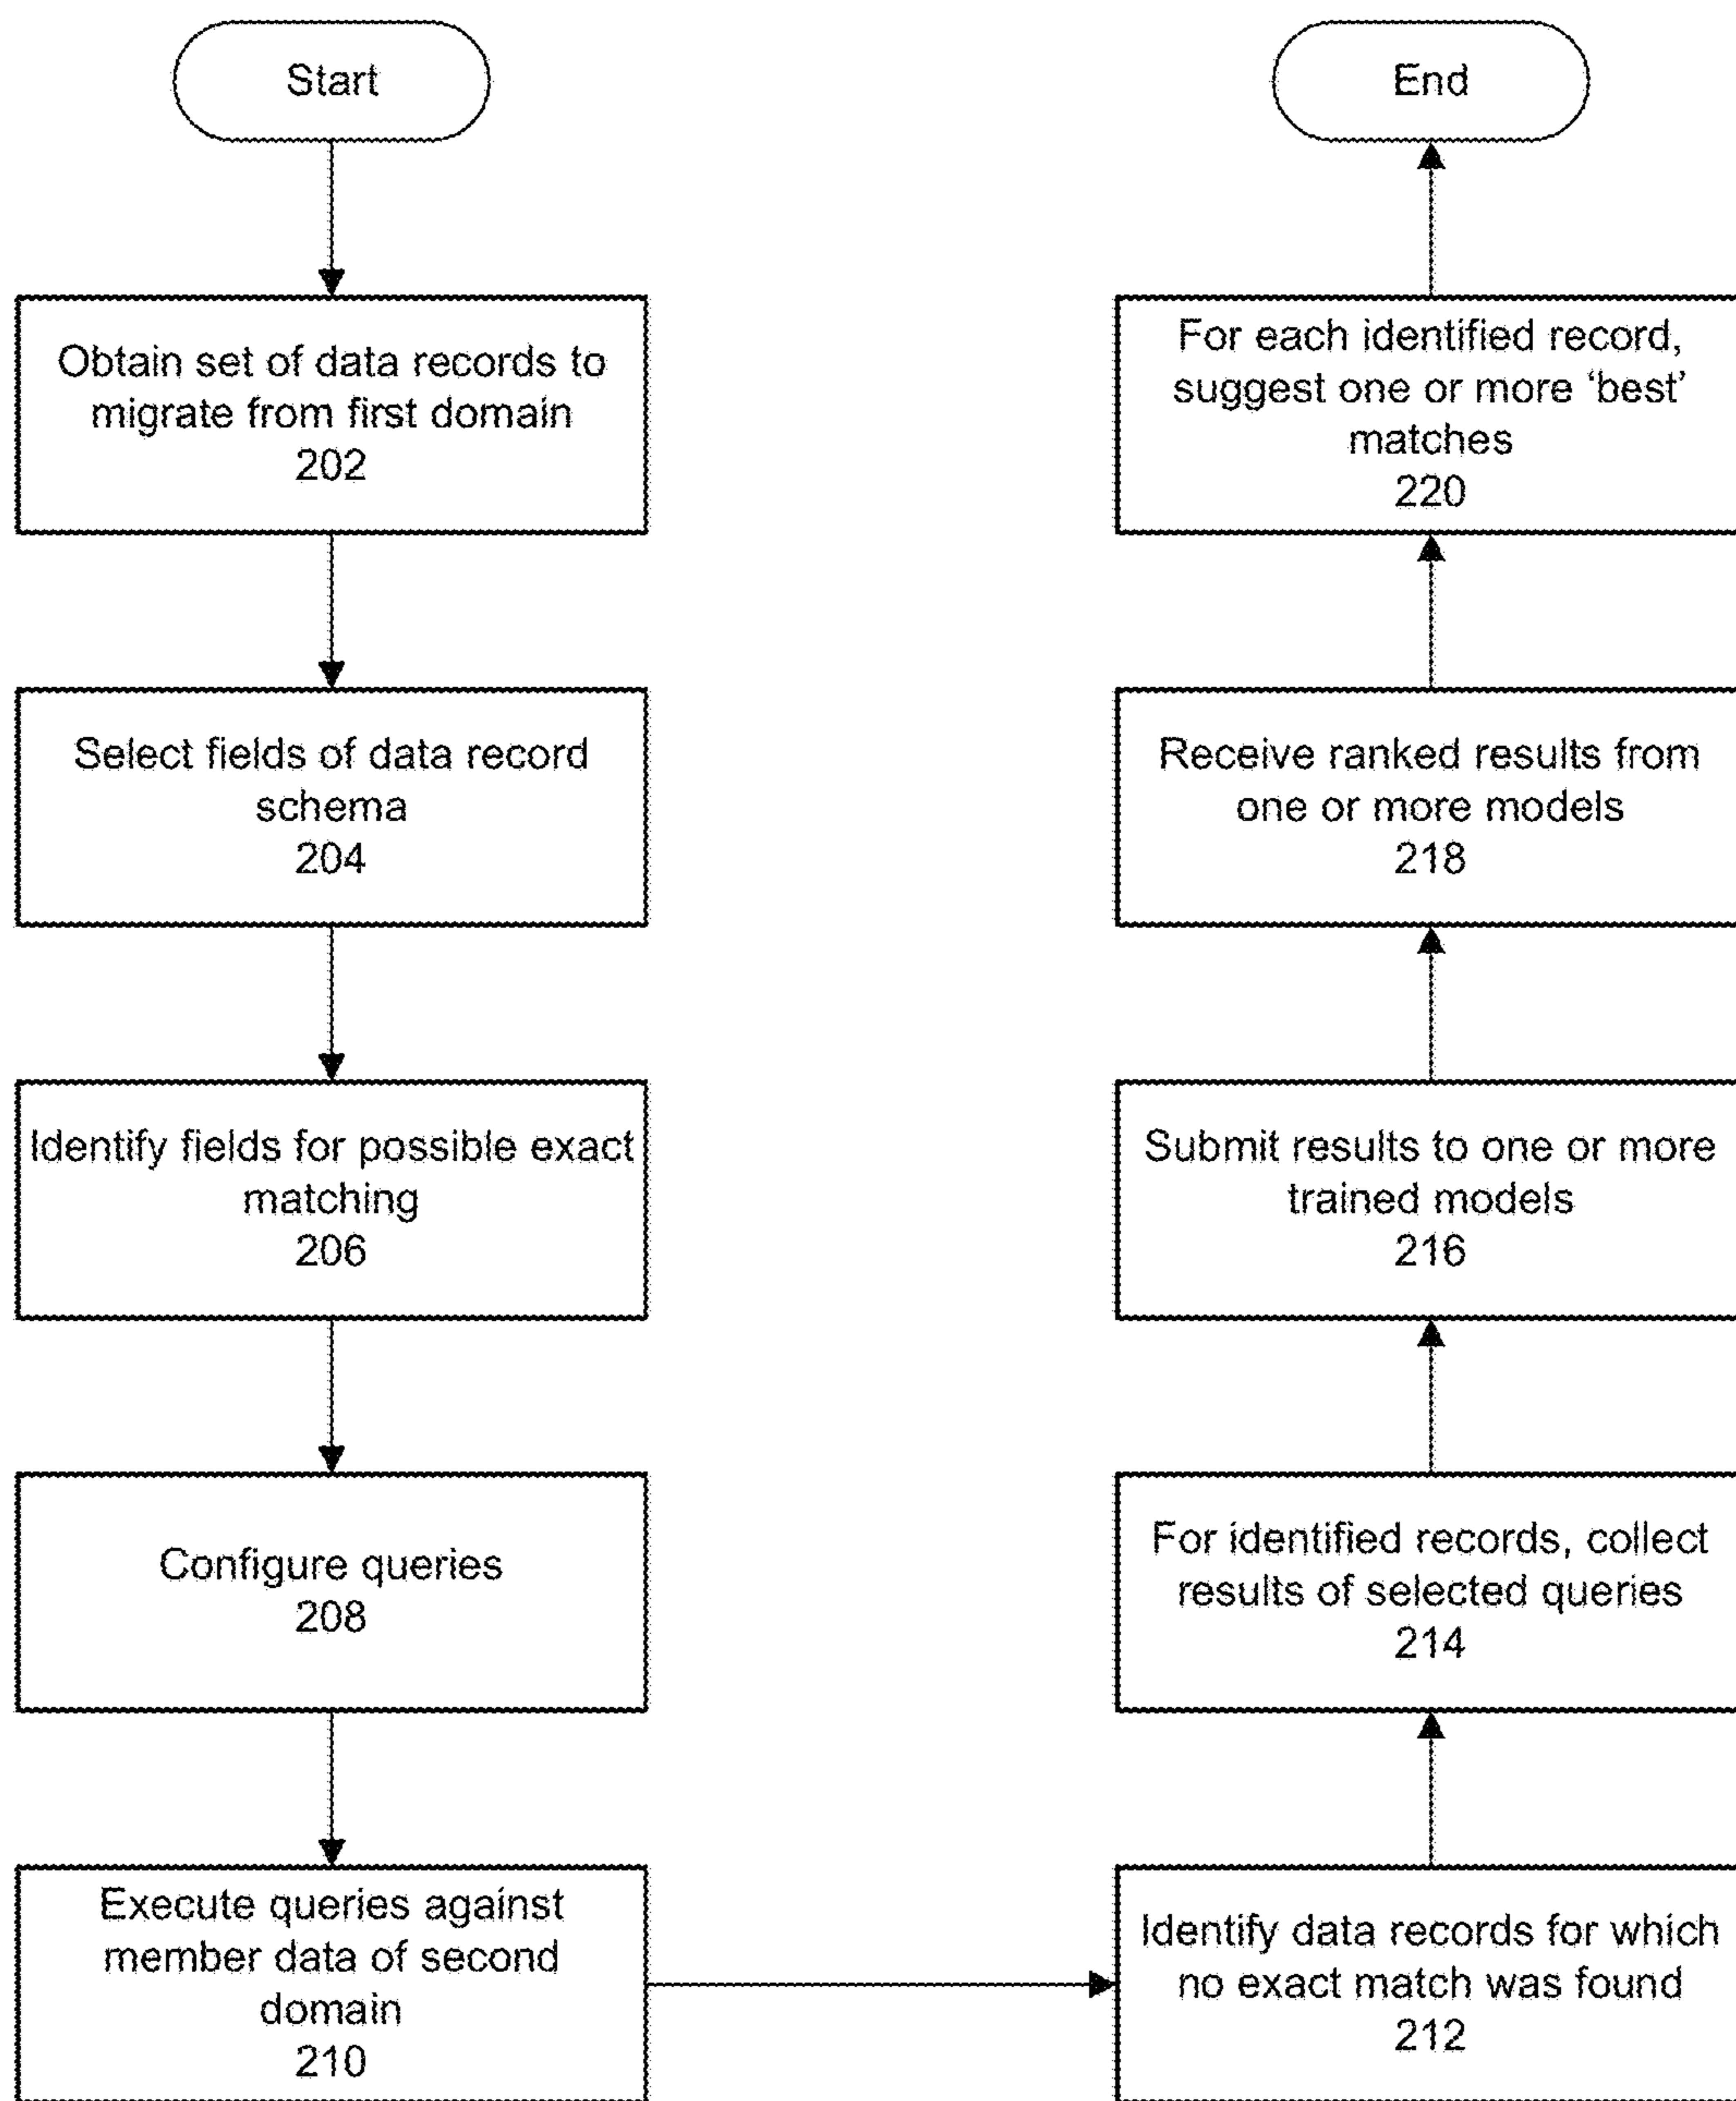 Start
Obtain set of data records to
migrate from first domain
202
Select fields of data record
schema
204
Identify fields for possible exact
matching
206
Configure queries
208
Execute queries against
member data of second
domain
210
Identify data records for which
no exact match was found
212
For identified records, collect
results of selected queries
214
Submit results to one or more
trained models
216
Receive ranked results from
one or more models
218
For each identified record,
suggest one or more ‘best’
matches
220
End